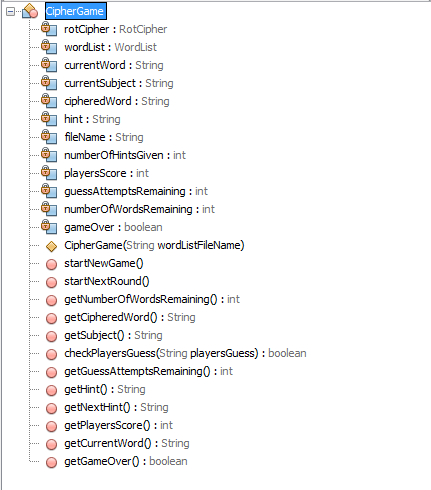 CipherGame
rotCipher : RotCipher
wordList : WordList
currentWord : String
currentSubject : String
cipheredWord : String
hint : String
fileName : String
numberOfHintsGiven : int
playersScore : int
guessAttemptsRemaining : int
numberOfWordsRemaining : int
gameOver : boolean
CipherGame(String wordListFileName)
startNewGame()
startNextRound()
getNumberOfWordsRemaining() : int
getCipheredWord() : String
getSubject() : String
checkPlayersGuess(String playersGuess) : boolean
getGuessAttemptsRemaining() : int
getHint() : String
getNextHint() : String
getPlayersScore() : int
getCurrentWord() : String
getGameOver() : boolean